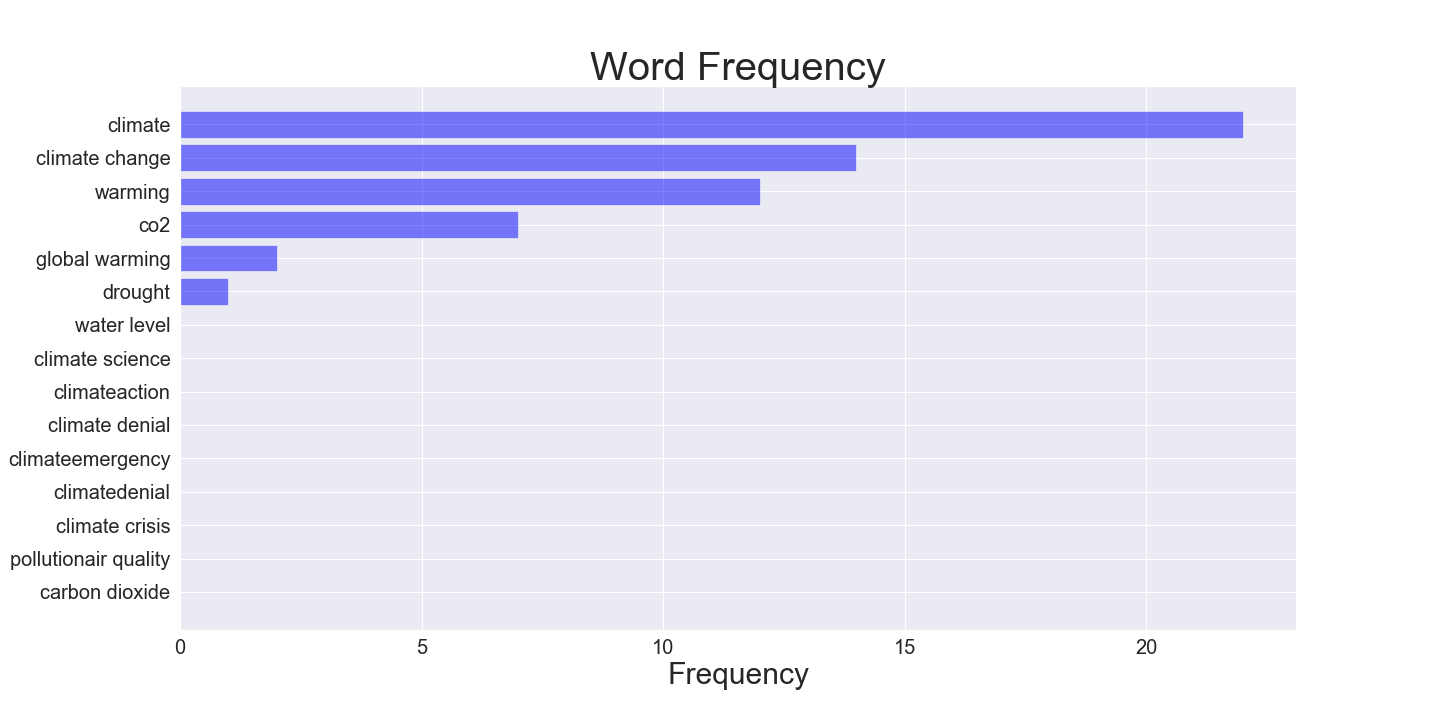 Word Frequency
climate
climate change
warming
co2
global warming
drought
water level
climate science
climateaction
climate denial
climateemergency
climatedenial
climate crisis
pollutionair quality
carbon dioxide
0 5 10 15 20
Frequency